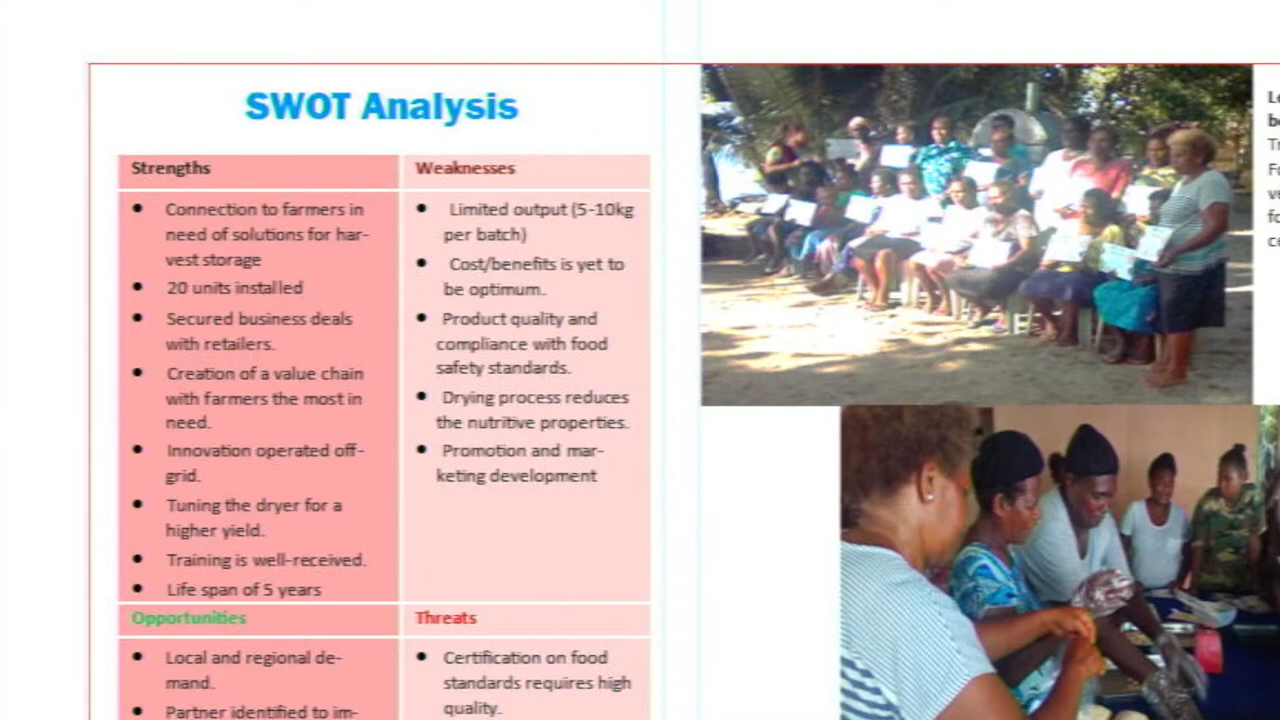 SWOT Analysis
Strengths
Connection to farmers in
need of solutions for har-
vest storage
20 units installed
Secured business deals
with retailers.
Creation of a value chain
with farmers the most in
need.
Innovation operated off-
grid.
Tuning the dryer for a
higher yield.
Training is well-received.
Life span of 5 years
Weaknesses
Limited output (5-10kg
per batch)
Cost/benefits is yet to
be optimum.
Product quality and
compliance with food
safety standards.
Drying process reduces
the nutritive properties.
Promotion and mar-
keting development
Opportunities
Local and regional de-
mand.
Partner identified to im-
Threats
Certification on food
standards requires high
quality.